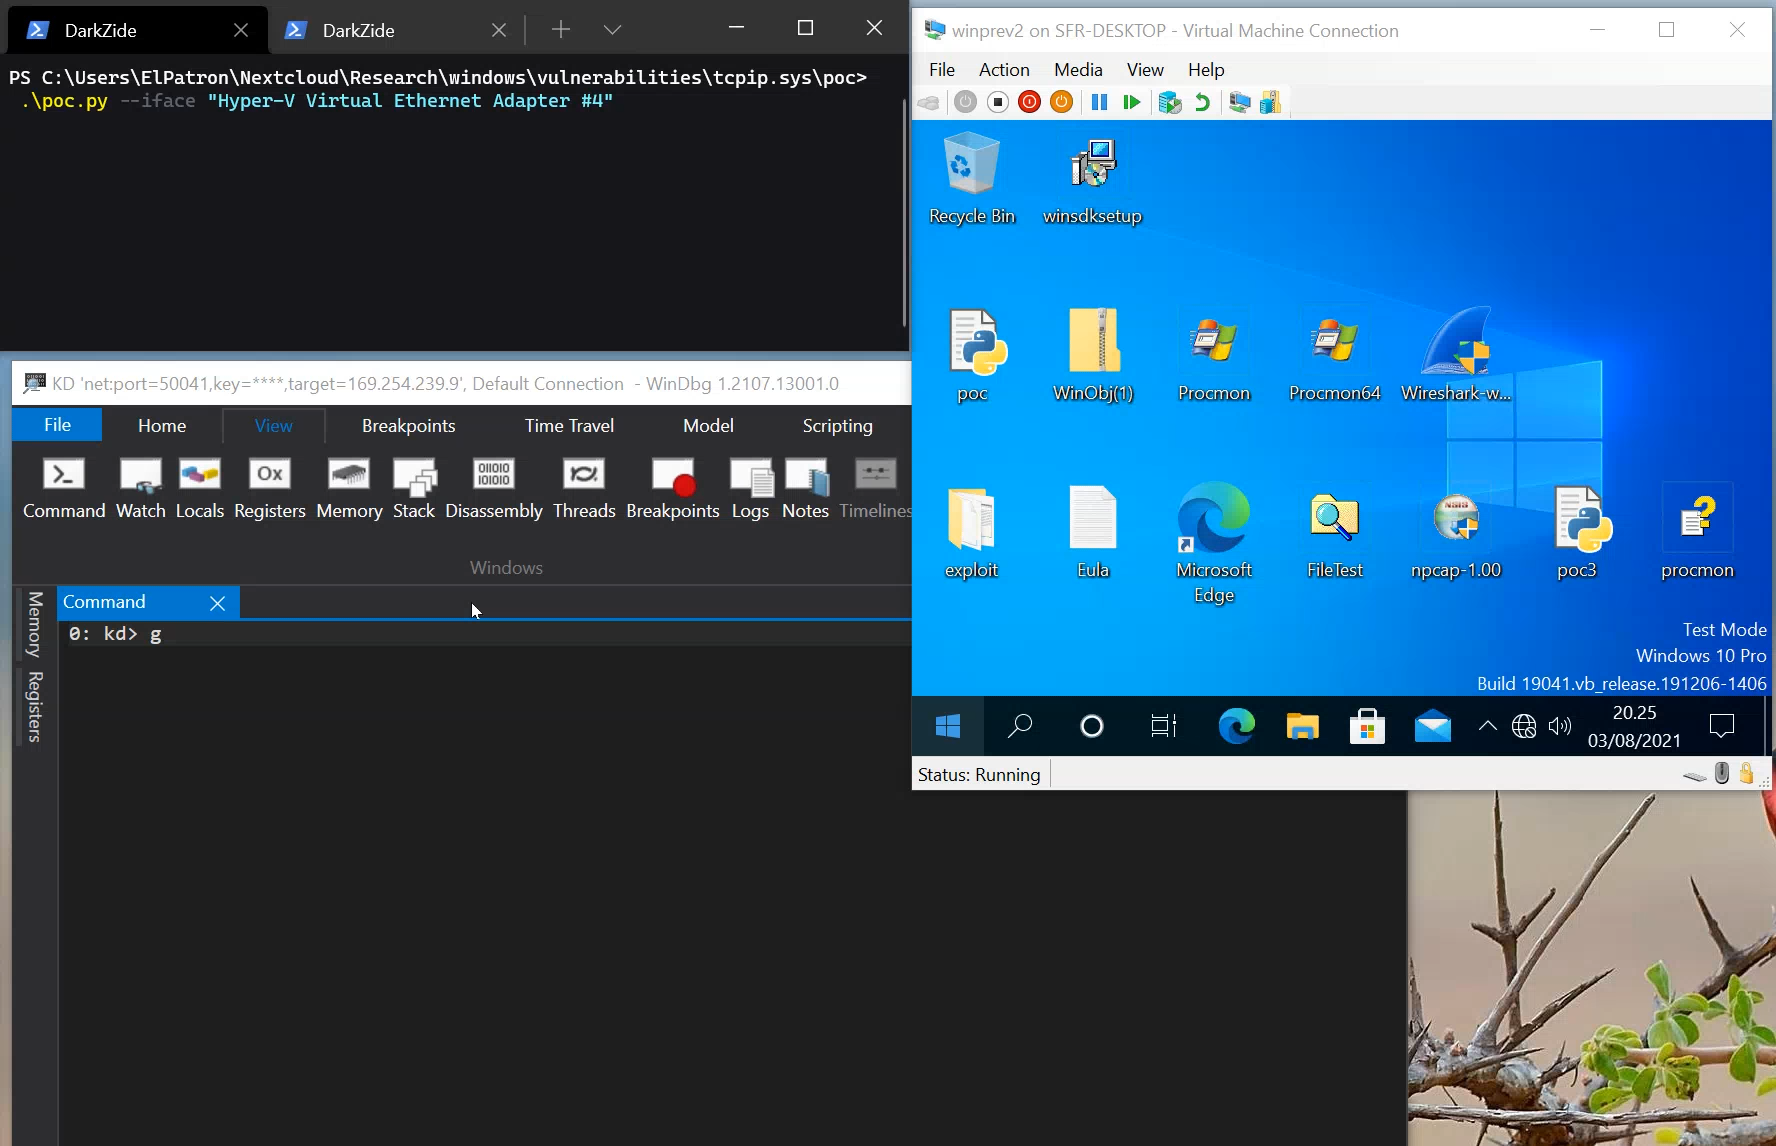 DarkZide
DarkZide
PS C:\Users\ElPatron\Nextcloud\Research\windows\vulnerabilities\tcpip.sys\poc>
.\poc.py --iface "Hyper-V Virtual Ethernet Adapter #4"
KD 'net:port=50041,key=****,target=169.254.239.9', Default Connection - WinDbg 1.2107.13001.0
File Home View Breakpoints Time Travel Model Scripting
Command Watch Locals Registers Memory Stack Disassembly Threads Breakpoints Logs Notes Timelines
Windows
Memory
Registers
Command
0: kd> g
winprev2 on SFR-DESKTOP - Virtual Machine Connection
File Action Media View Help
Recycle Bin
winsdksetup
poc
WinObj(1)
Procmon
Procmon64
Wireshark-w...
exploit
Eula
Microsoft
Edge
FileTest
NSIS
npcap-1.00
poc3
procmon
Test Mode
Windows 10 Pro
Build 19041.vb_release.191206-1406
20.25
03/08/2021
Status: Running